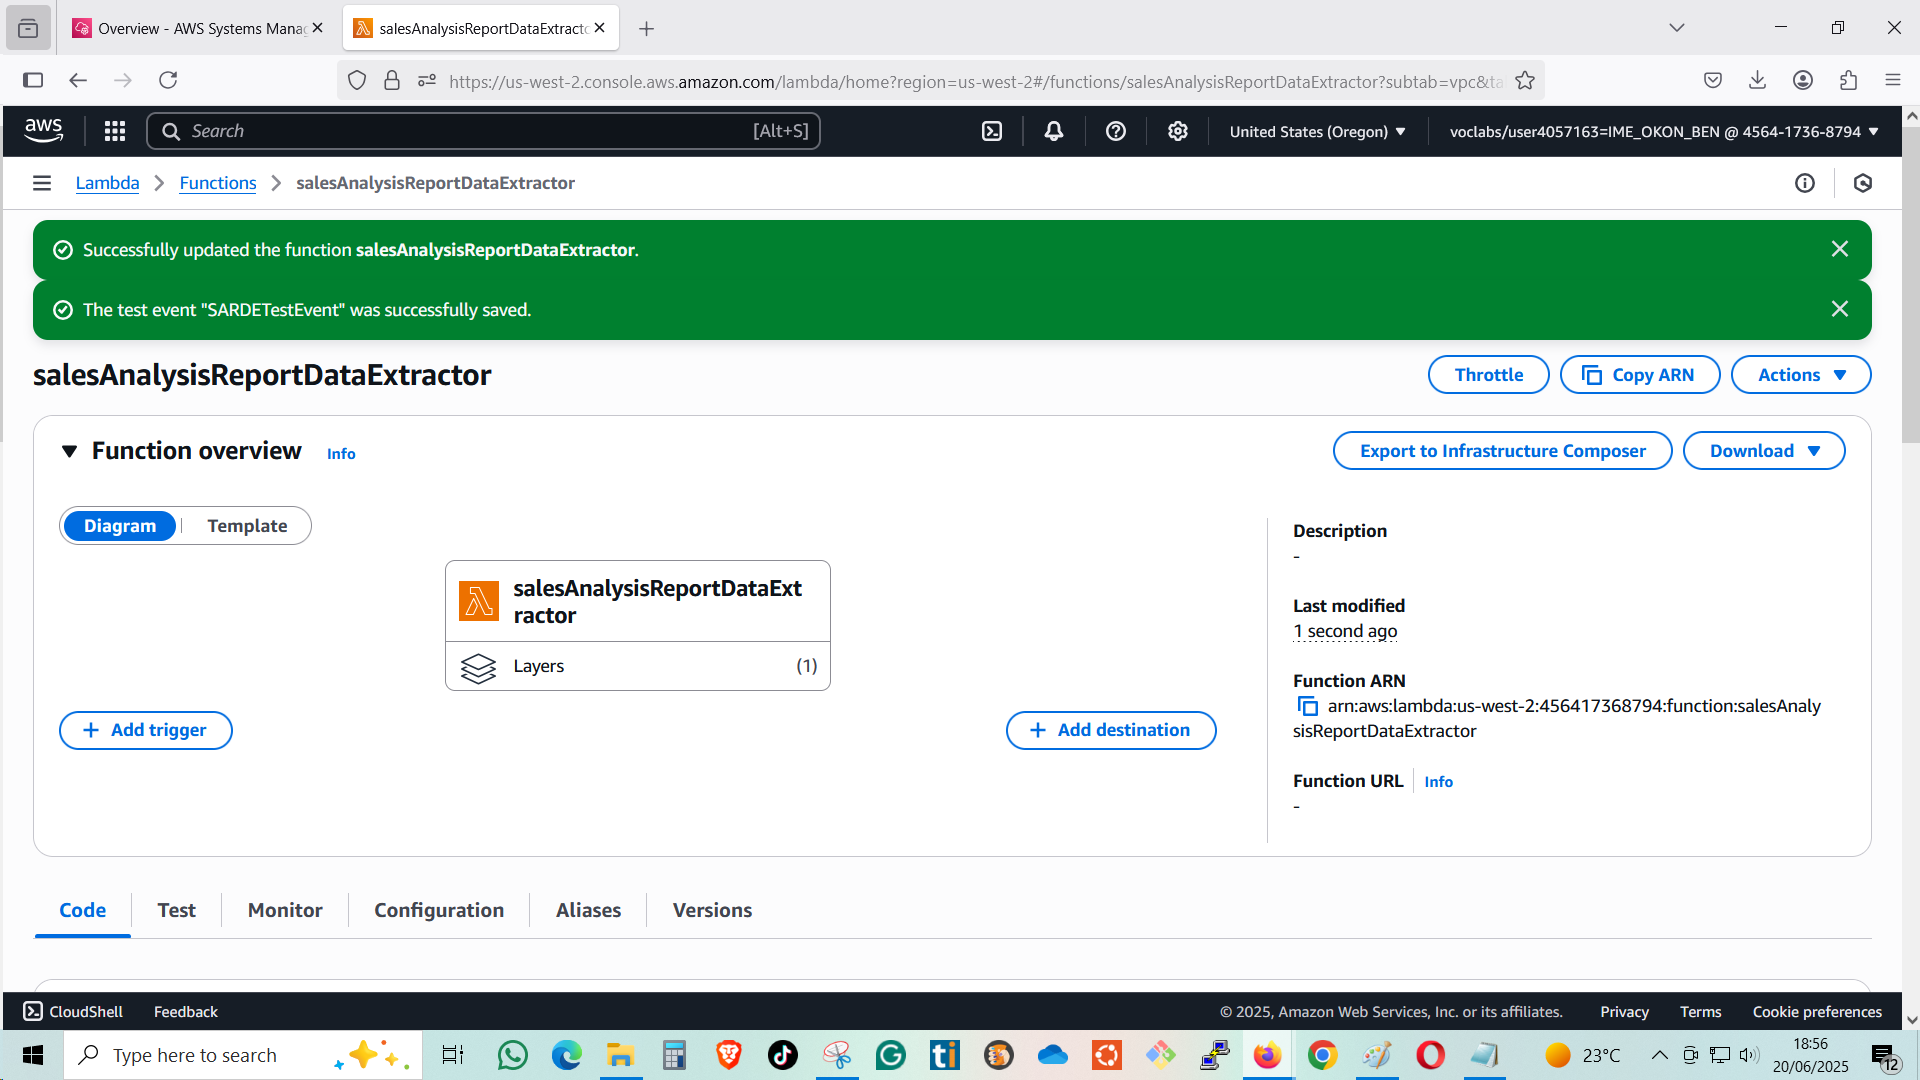 Overview - AWS Systems Manag
salesAnalysisReportDataExtracto
https://us-west-2.console.aws.amazon.com/lambda/home?region=us-west-2#/functions/salesAnalysisReportDataExtractor?subtab=vpc&ta
aws
Search
[Alt+S]
United States (Oregon)
voclabs/user4057163=IME_OKON_BEN @ 4564-1736-8794
Lambda
Functions
salesAnalysisReportDataExtractor
Successfully updated the function salesAnalysisReportDataExtractor.
The test event "SARDETestEvent" was successfully saved.
salesAnalysisReportDataExtractor
Throttle
Copy ARN
Actions
Function overview
Info
Export to Infrastructure Composer
Download
Diagram
Template
salesAnalysisReportDataExt
ractor
Layers
(1)
+ Add trigger
+ Add destination
Description
-
Last modified
1 second ago
Function ARN
arn:aws:lambda:us-west-2:456417368794:function:salesAnaly
sisReportDataExtractor
Function URL
Info
-
Code
Test
Monitor
Configuration
Aliases
Versions
CloudShell
Feedback
© 2025, Amazon Web Services, Inc. or its affiliates.
Privacy
Terms
Cookie preferences
Type here to search
ti
23°C
18:56
20/06/2025
12